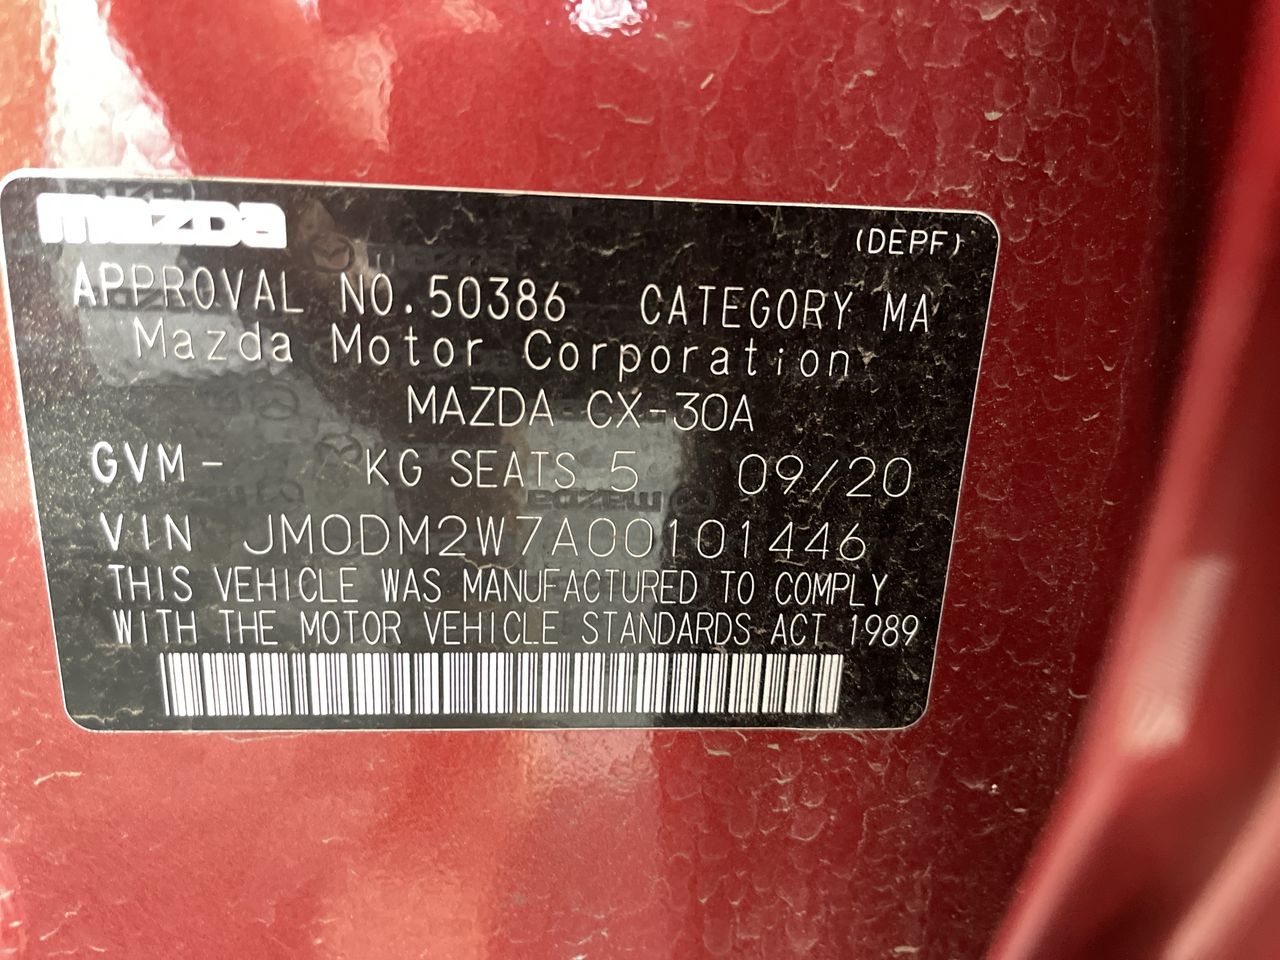 mazda
(DEPF)
APPROVAL NO.50386 CATEGORY MA
Mazda Motor Corporation
MAZDA CX-30A
GVM- KG SEATS 5 09/20
VIN JM0DM2W7A00101446
THIS VEHICLE WAS MANUFACTURED TO COMPLY
WITH THE MOTOR VEHICLE STANDARDS ACT 1989